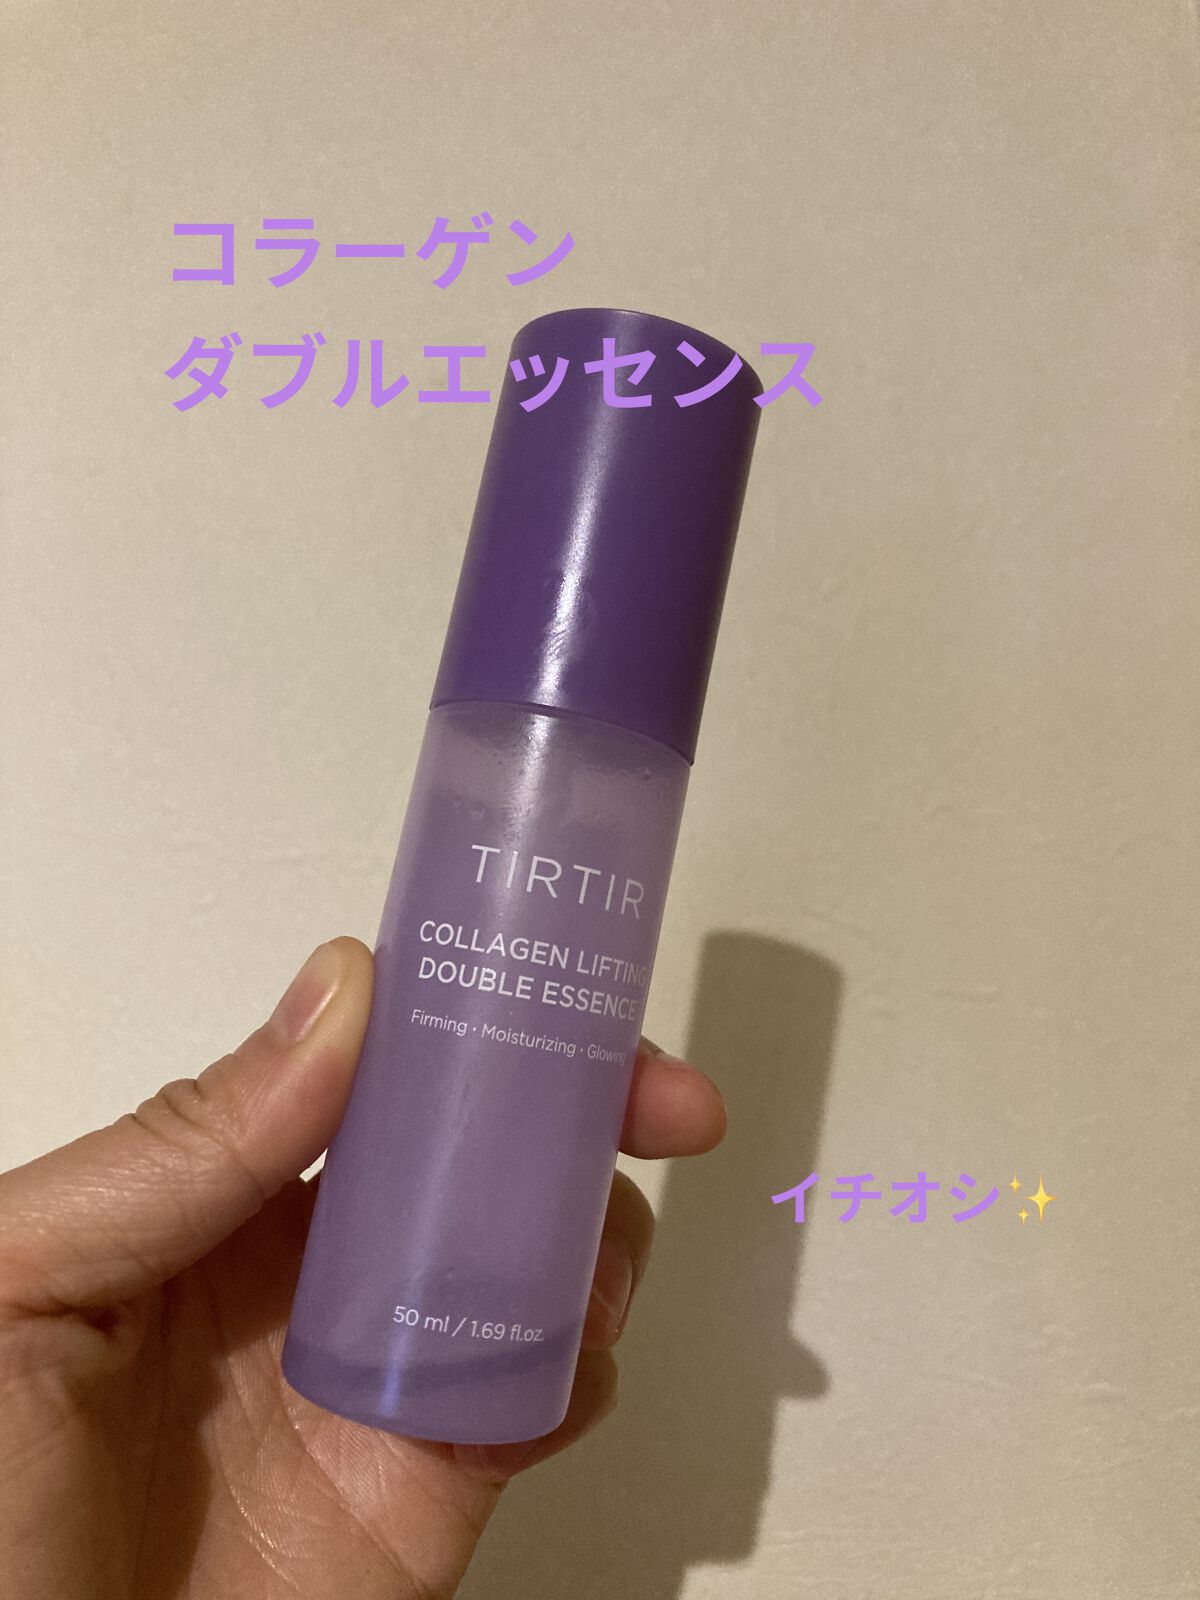 コラーゲン
ダブルエッセンス
TIRTIR
COLLAGEN LIFTING
DOUBLE ESSENCE
Firming・Moisturizing・Glowing
イチオシ✨
50 ml / 1.69 fl.oz.